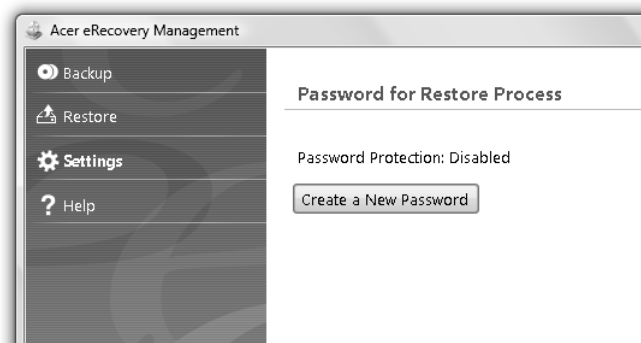 Acer eRecovery Management
Backup
Restore
Settings
? Help
Password for Restore Process
Password Protection: Disabled
Create a New Password